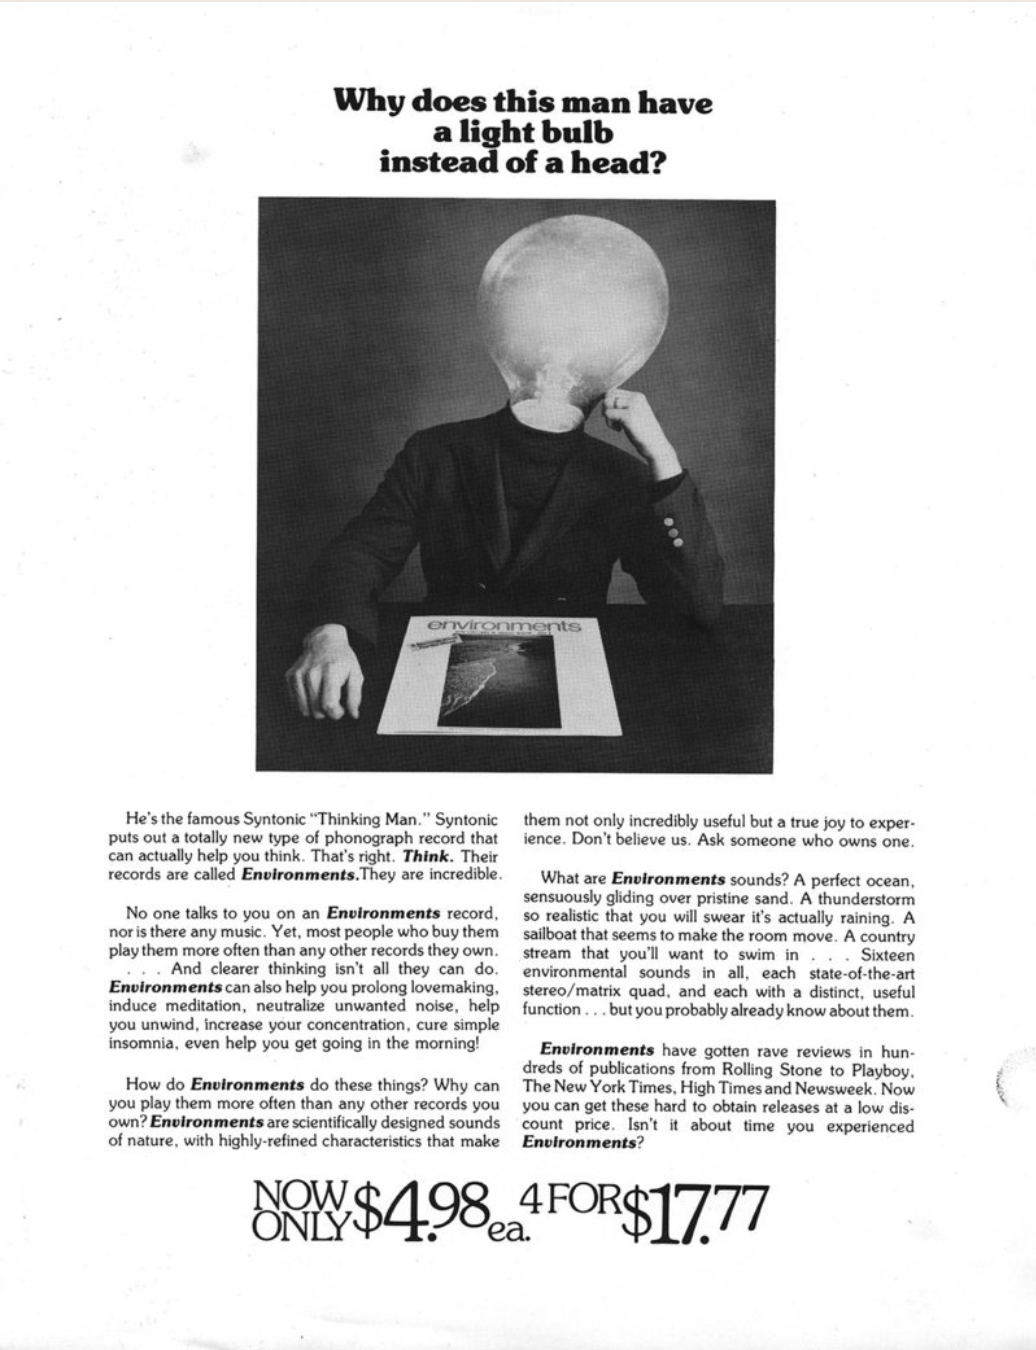 Why does this man have
a light bulb
instead of a head?
environments
He's the famous Syntonic "Thinking Man." Syntonic
puts out a totally new type of phonograph record that
can actually help you think. That's right. Think. Their
records are called Environments.They are incredible.
No one talks to you on an Environments record,
nor is there any music. Yet, most people who buy them
play them more often than any other records they own.
. . . And clearer thinking isn't all they can do.
Environments can also help you prolong lovemaking,
induce meditation, neutralize unwanted noise, help
you unwind, increase your concentration, cure simple
insomnia, even help you get going in the morning!
How do Environments do these things? Why can
you play them more often than any other records you
own? Environments are scientifically designed sounds
of nature, with highly-refined characteristics that make
them not only incredibly useful but a true joy to exper-
ience. Don't believe us. Ask someone who owns one.
What are Environments sounds? A perfect ocean,
sensuously gliding over pristine sand. A thunderstorm
so realistic that you will swear it's actually raining. A
sailboat that seems to make the room move. A country
stream that you'll want to swim in . . . Sixteen
environmental sounds in all, each state-of-the-art
stereo/matrix quad, and each with a distinct, useful
function . . . but you probably already know about them.
Environments have gotten rave reviews in hun-
dreds of publications from Rolling Stone to Playboy,
The New York Times, High Times and Newsweek. Now
you can get these hard to obtain releases at a low dis-
count price. Isn't it about time you experienced
Environments?
NOW ONLY $4.98 ea. 4 FOR $17.77